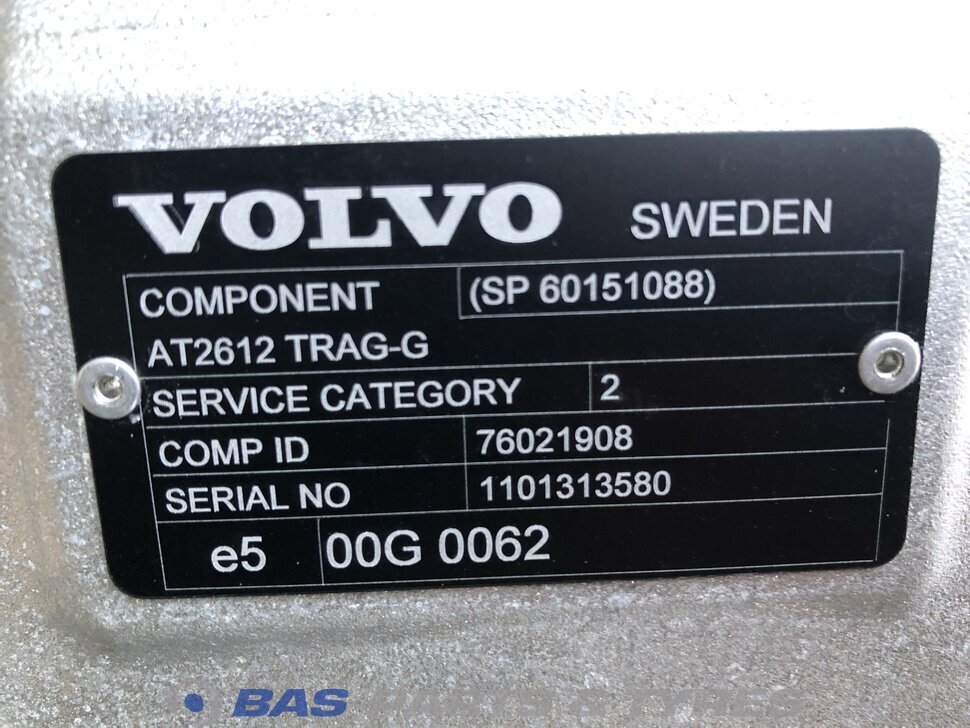 VOLVO SWEDEN
COMPONENT (SP 60151088)
AT2612 TRAG-G
SERVICE CATEGORY 2
COMP ID 76021908
SERIAL NO 1101313580
e5 00G 0062
BAS PARTS &